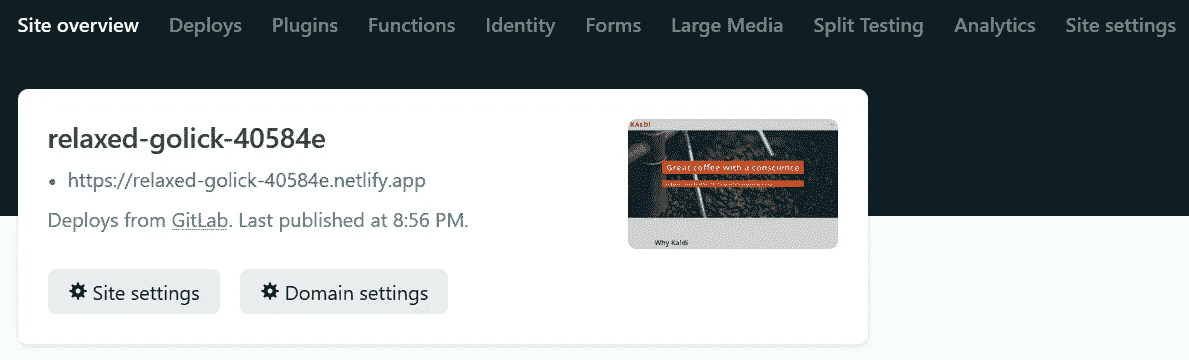 Site overview Deploys Plugins Functions Identity Forms Large Media Split Testing Analytics Site settings
relaxed-golick-40584e
• https://relaxed-golick-40584e.netlify.app
Deploys from GitLab. Last published at 8:56 PM.
Site settings Domain settings
KALDI
Great coffee with a conscience
Why Kaldi